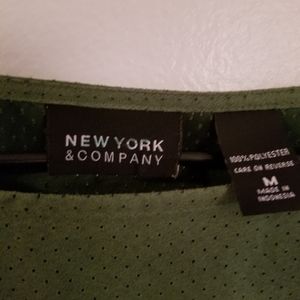 NEW YORK
& COMPANY
100% POLYESTER
CARE ON REVERSE
M
MADE IN
INDONESIA